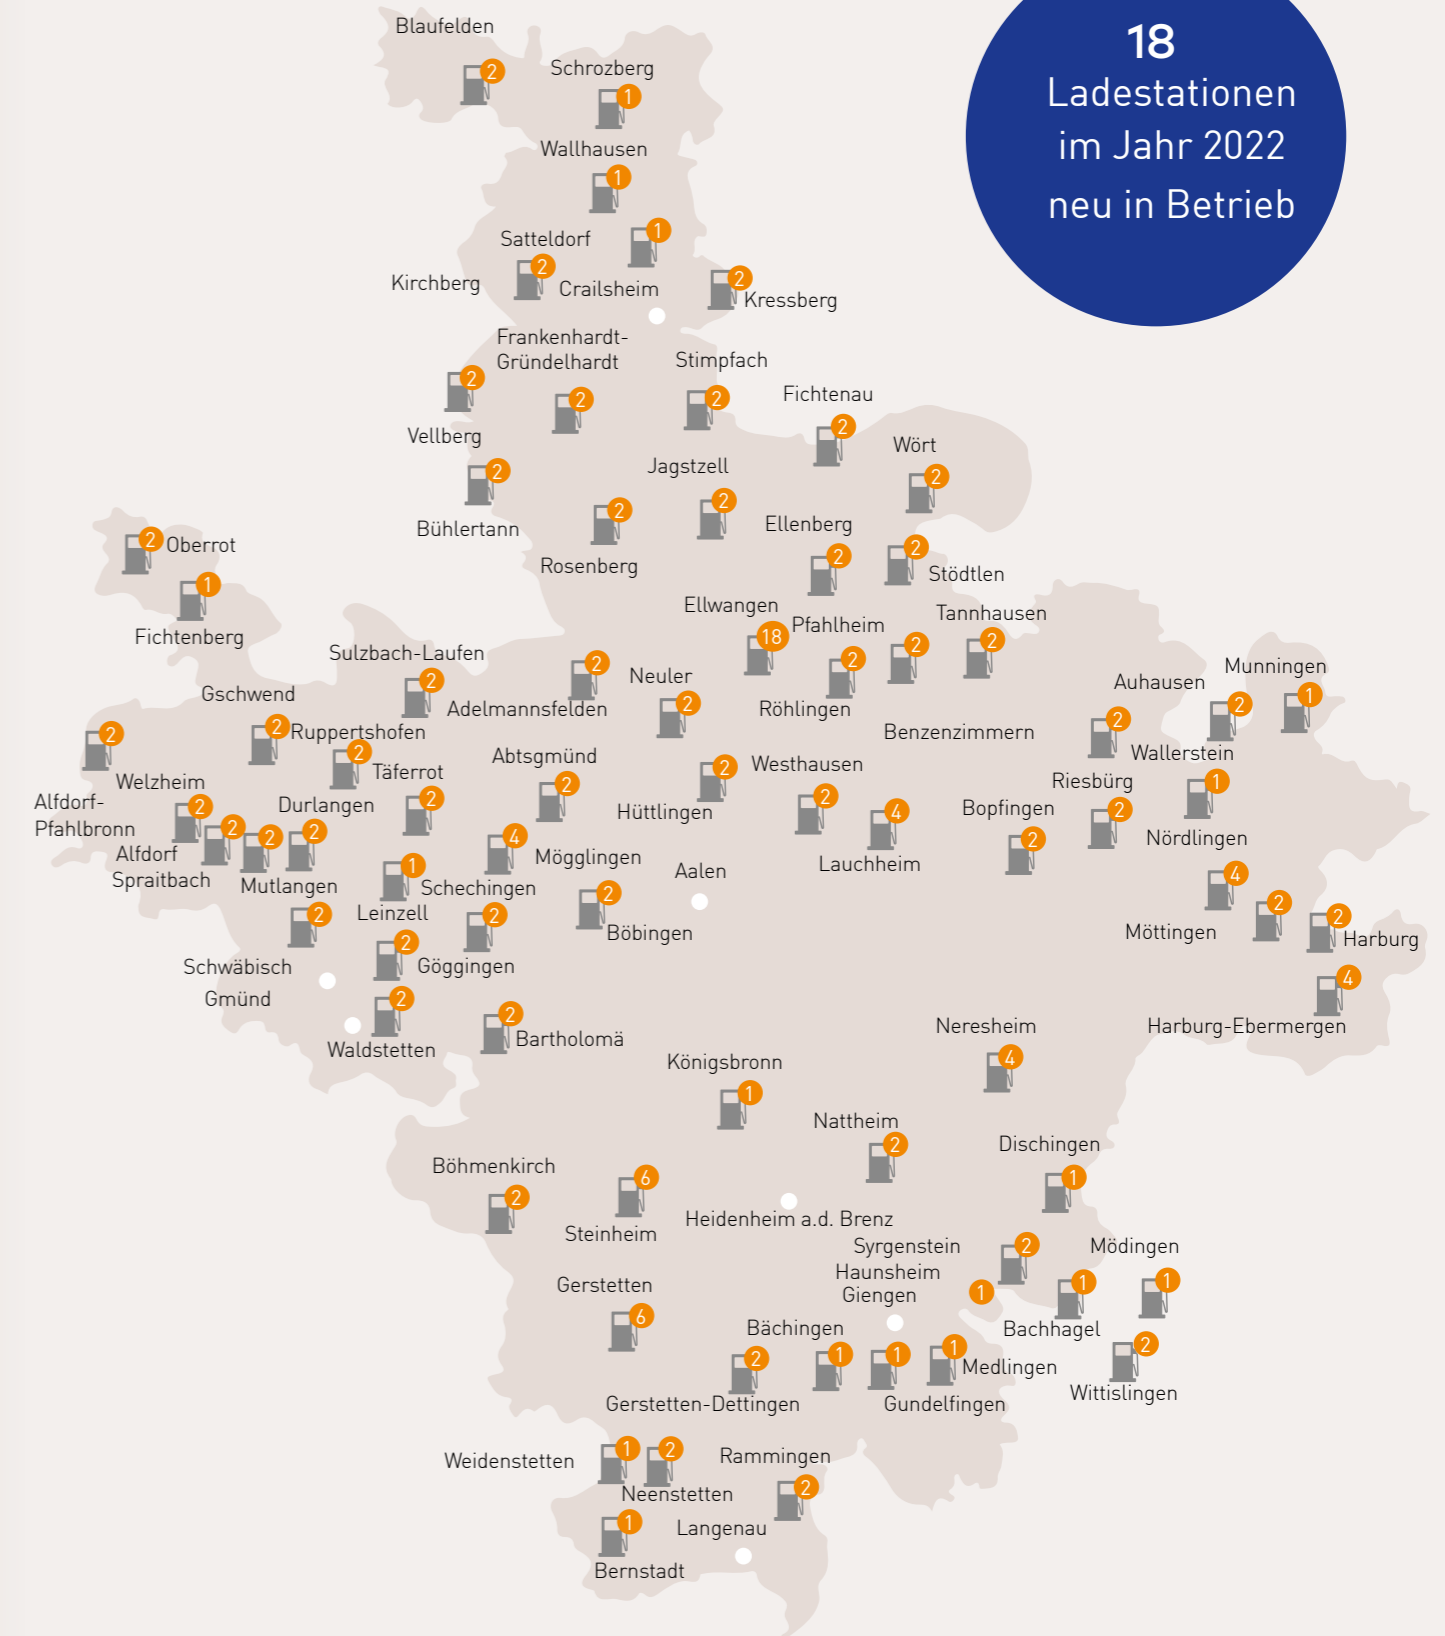 Blaufelden
18
2
Schrozberg
Ladestationen
1
im Jahr 2022
Wallhausen
1
neu in Betrieb
Satteldorf
1
2
Kirchberg
Crailsheim
2
Kressberg
Frankenhardt-
Gründelhardt
Stimpfach
2
2
2
Fichtenau
2
Vellberg
Wört
Jagstzell
2
2
Bühlertann
2
2
Rosenberg
Ellenberg
2
2
Stödtlen
2
Oberrot
1
Fichtenberg
Ellwangen
18
Pfahlheim
2
Tannhausen
2
2
Röhlingen
Sulzbach-Laufen
2
2
Adelmannsfelden
Neuler
2
Benzenzimmern
Auhausen
2
2
Munningen
1
Gschwend
2
Ruppertshofen
2
2
Welzheim
Täferrot
2
Abtsgmünd
2
Hüttlingen
2
Westhausen
2
4
Lauchheim
Bopfingen
2
Riesbürg
2
Wallerstein
1
Nördlingen
Alfdorf-
Pfahlbronn
2
2
2
2
Durlangen
Alfdorf
Spraitbach
Mutlangen
4
Mögglingen
1
Schechingen
Leinzell
Aalen
2
Böbingen
2
2
2
Göggingen
Schwäbisch
Gmünd
2
Waldstetten
2
Bartholomä
4
Möttingen
2
2
Harburg
4
Harburg-Ebermergen
Neresheim
4
Königsbronn
1
Nattheim
2
Dischingen
1
Böhmenkirch
2
6
Steinheim
Heidenheim a.d. Brenz
Syrgenstein
2
Haunsheim
1
Giengen
Mödingen
1
1
Bachhagel
Gerstetten
6
Bächingen
1
1
1
Medlingen
2
Wittislingen
2
Gerstetten-Dettingen
Gundelfingen
Weidenstetten
1
2
Neenstetten
Rammingen
2
Langenau
1
Bernstadt